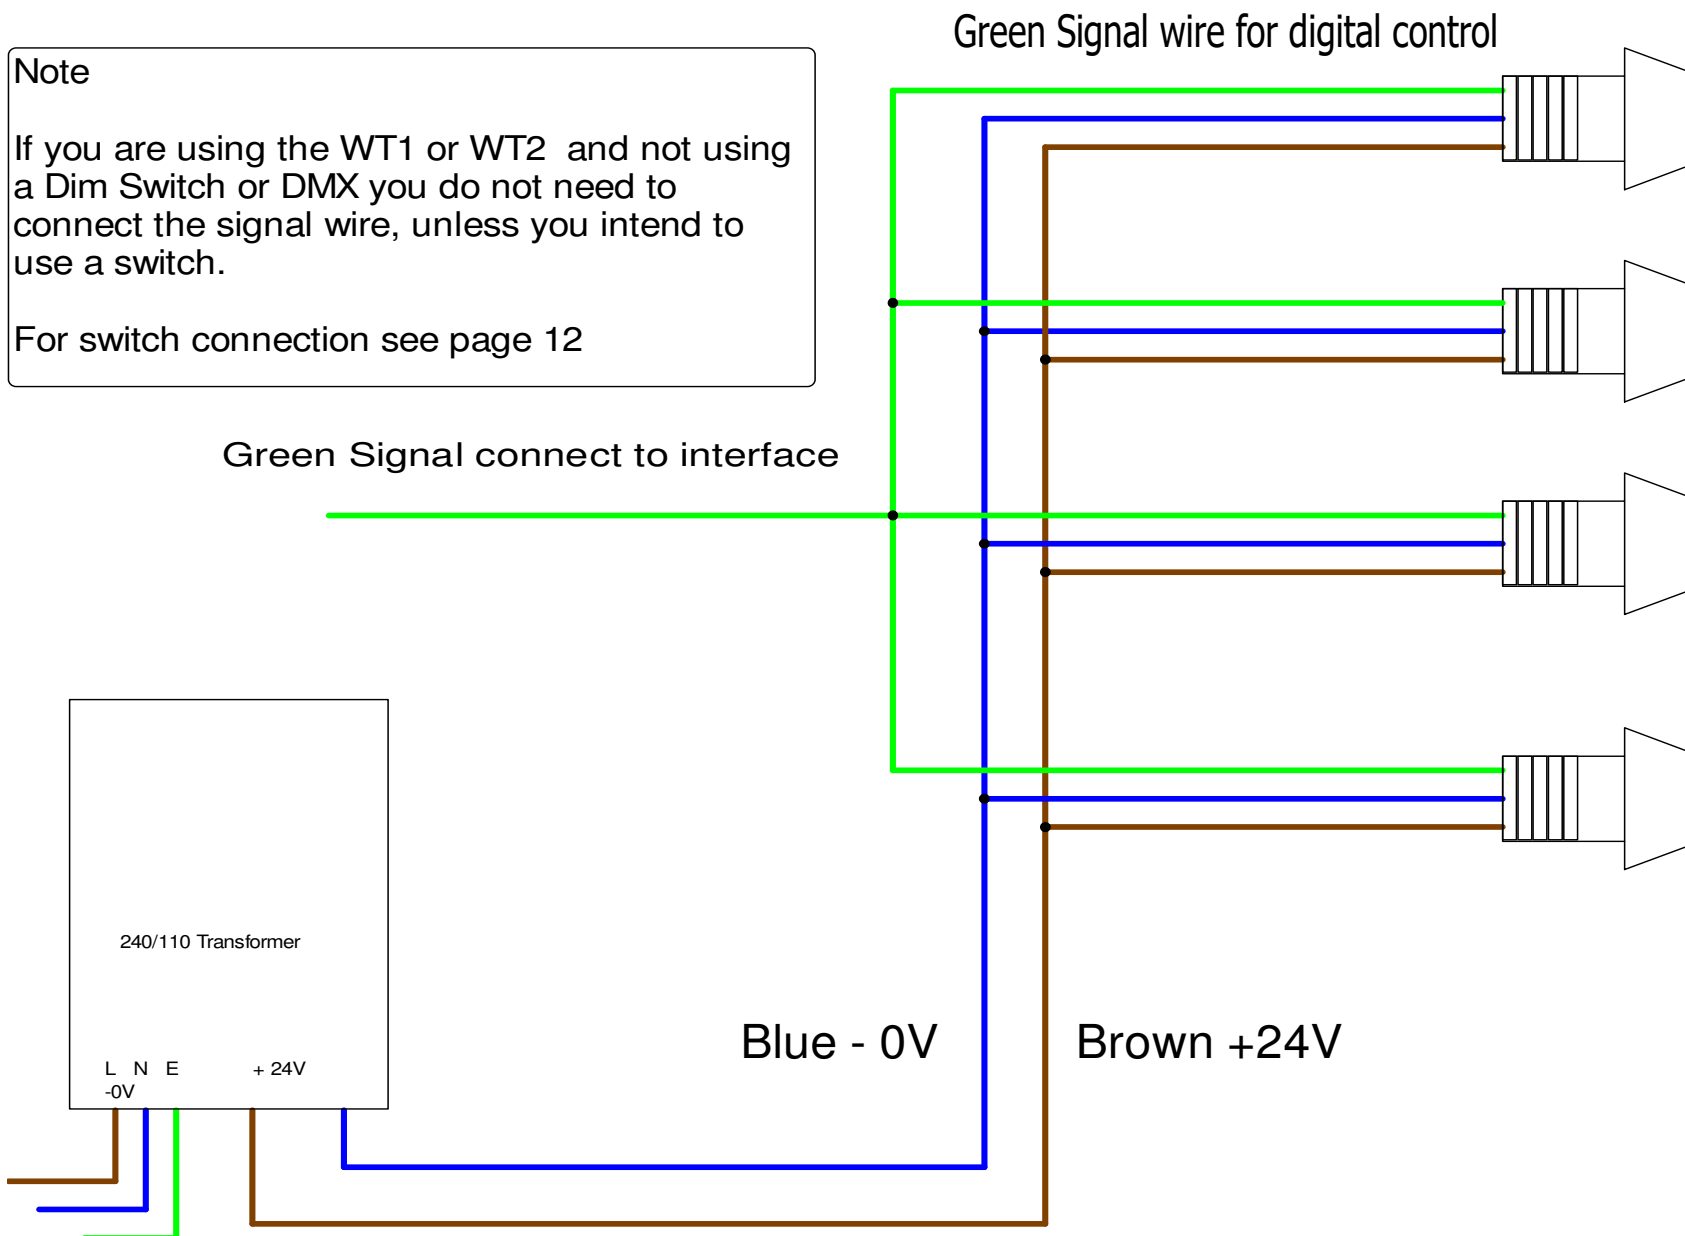 Green Signal wire for digital control
Note
If you are using the WT1 or WT2 and not using
a Dim Switch or DMX you do not need to
connect the signal wire, unless you intend to
use a switch.
For switch connection see page 12
Green Signal connect to interface
240/110 Transformer
Blue - 0V
Brown +24V
L N E + 24V
-0V